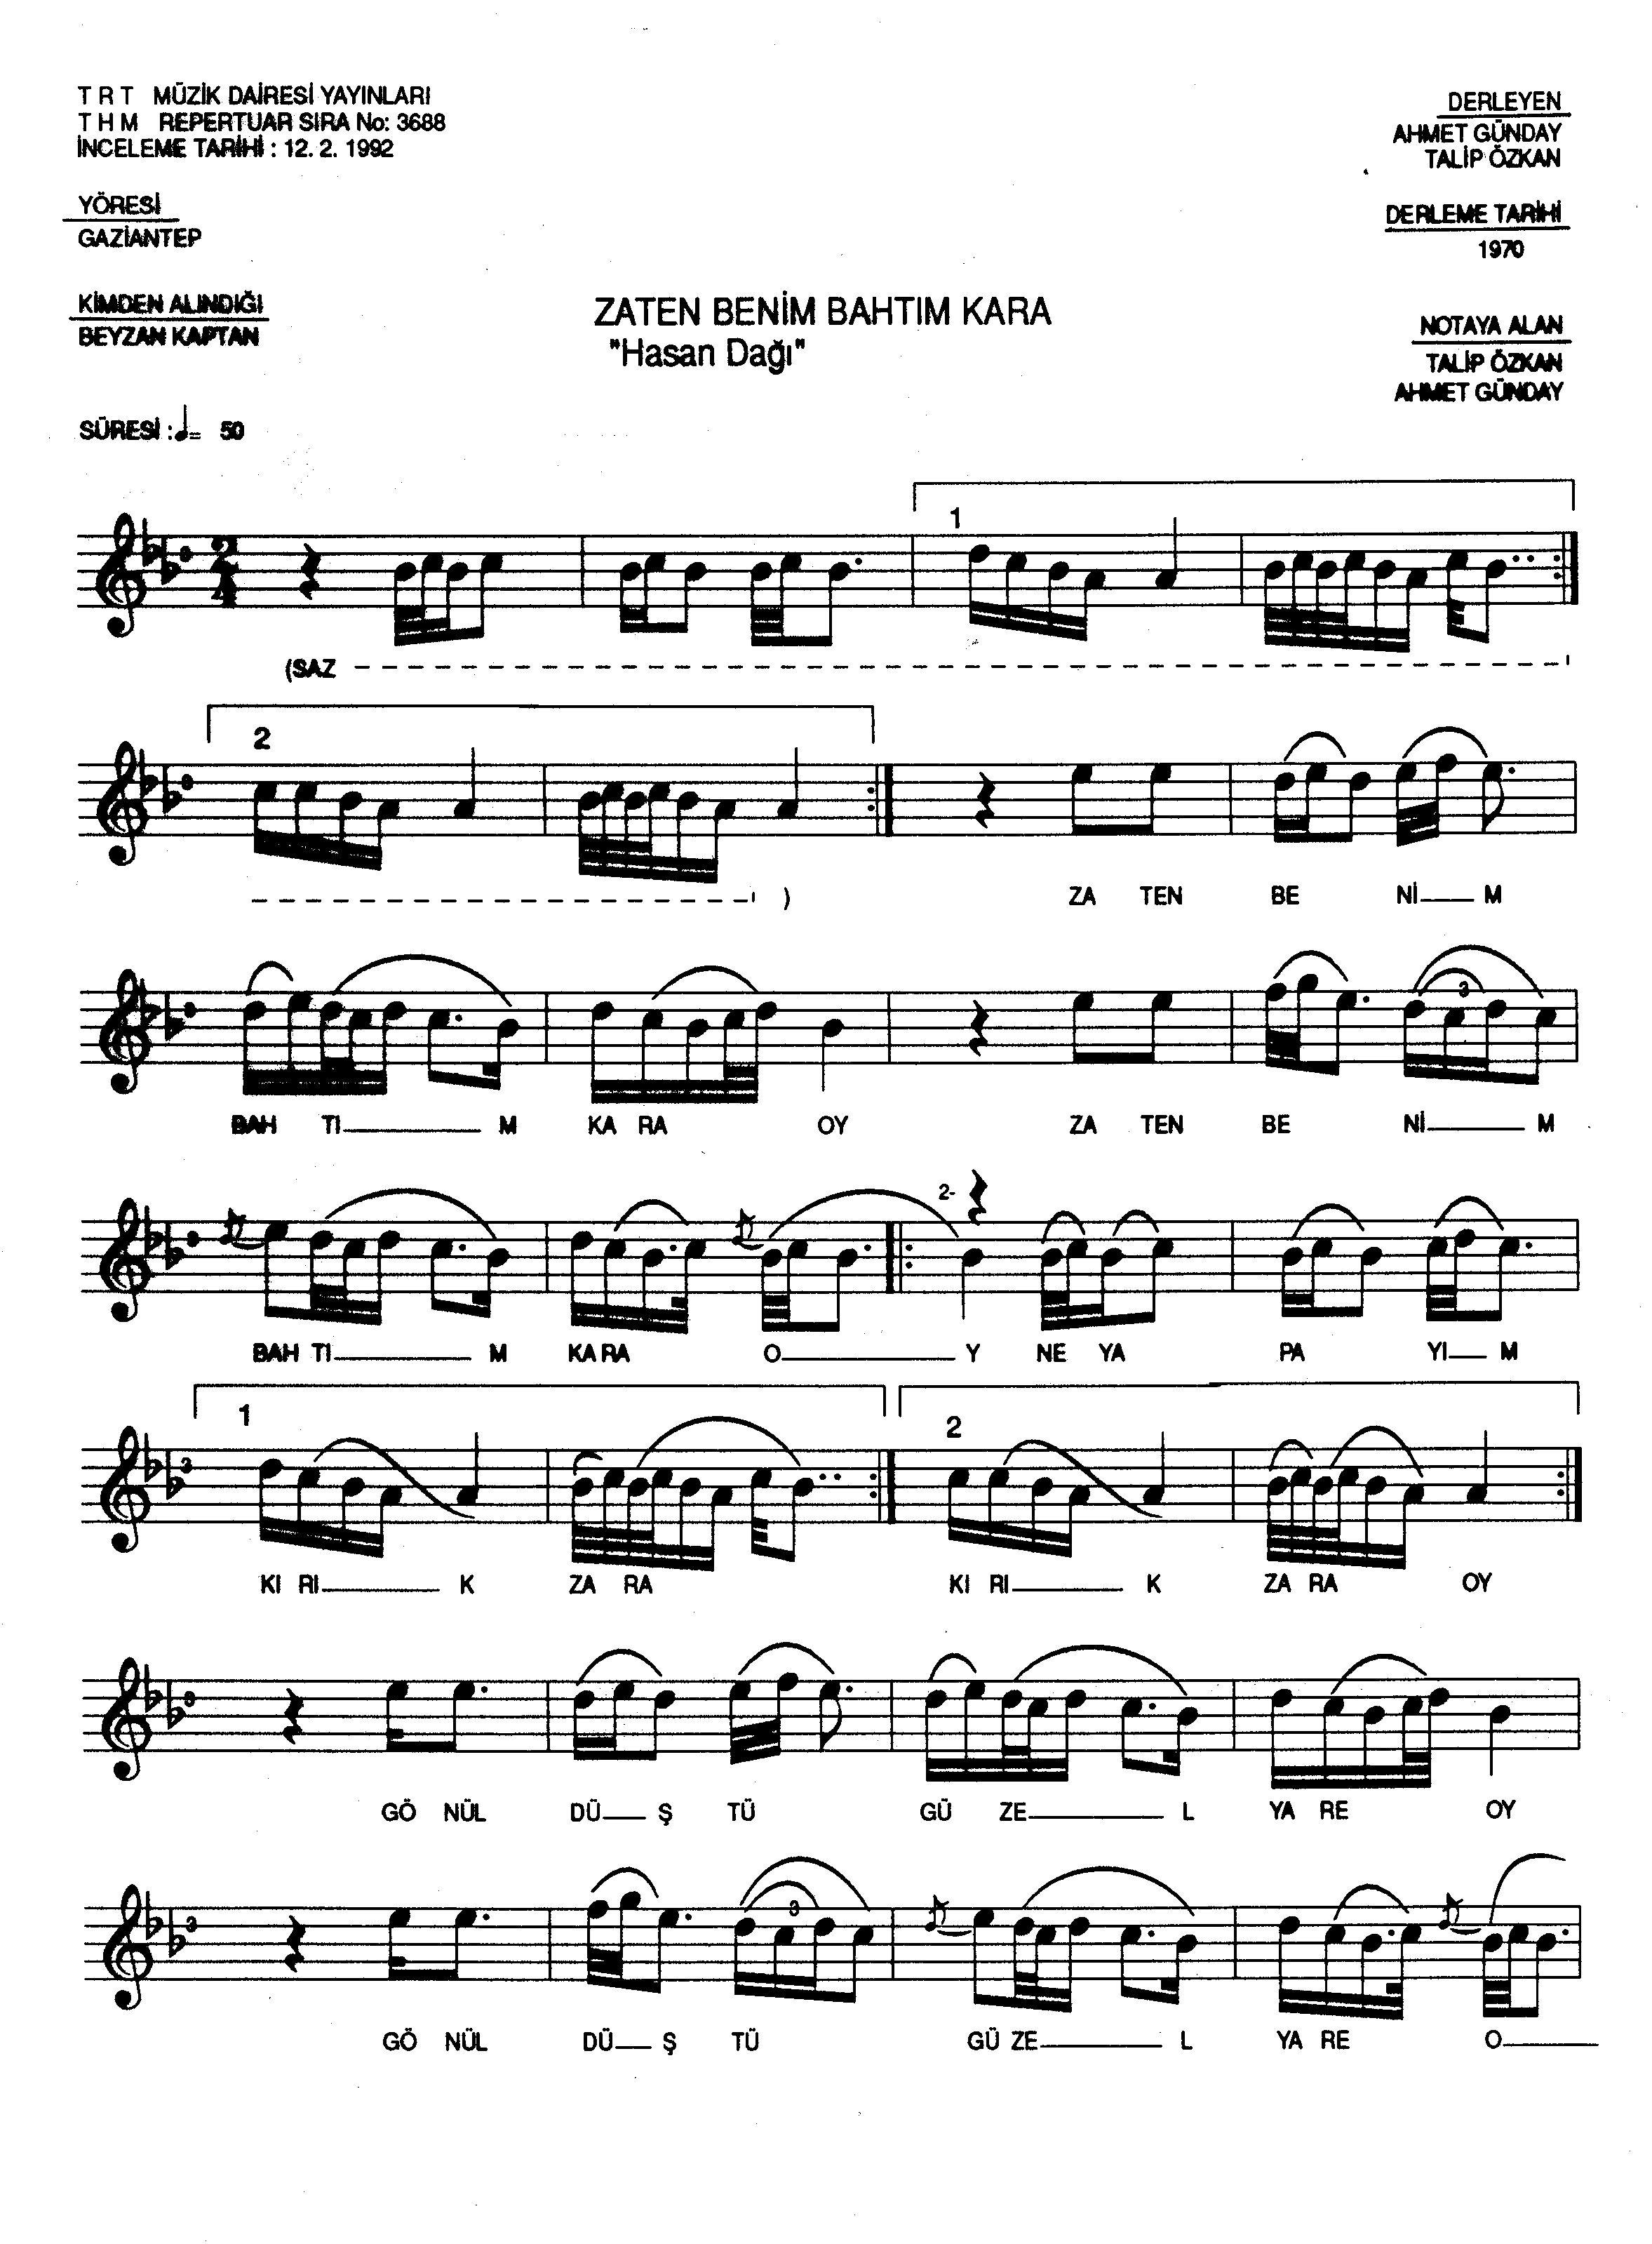 T R T MÜZİK DAİRESİ YAYINLARI
T H M REPERTUAR SIRA No: 3688
İNCELEME TARİHİ : 12. 2. 1992
DERLEYEN
AHMET GÜNDAY
TALİP ÖZKAN
YÖRESİ
GAZİANTEP
DERLEME TARİHİ
1970
KİMDEN ALINDIĞI
BEYZAN KAPTAN
ZATEN BENİM BAHTIM KARA
"Hasan Dağı"
NOTAYA ALAN
TALİP ÖZKAN
AHMET GÜNDAY
SÜRESİ : = 50
1
(SAZ
2
) ZA TEN BE Nİ M
BAH TI M KA RA OY ZA TEN BE Nİ M
2-
BAH TI M KA RA O Y NE YA PA YI M
1 2
KI RI K ZA RA KI RI K ZA RA OY
GÖ NÜL DÜ Ş TÜ GÜ ZE L YA RE OY
GÖ NÜL DÜ Ş TÜ GÜ ZE L YA RE O